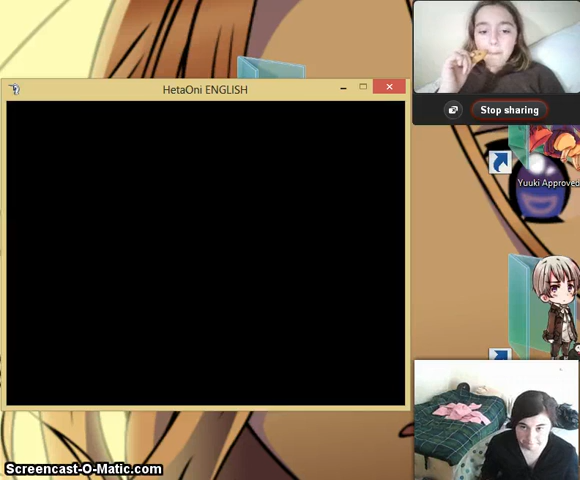 HetaOni ENGLISH
Stop sharing
Yuuki Approved
Screencast-O-Matic.com